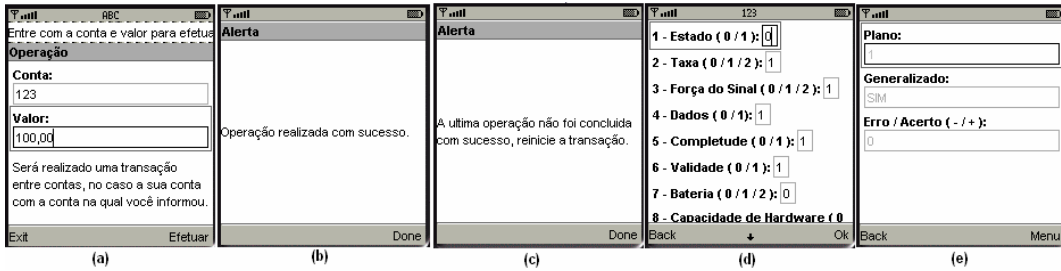 ABC
Entre com a conta e valor para efetua
Operação
Conta:
123
Valor:
100,00
Será realizado uma transação
entre contas, no caso a sua conta
com a conta na qual você informou.
Exit Efetuar
(a)
Alerta
Operação realizada com sucesso.
Done
(b)
Alerta
A ultima operação não foi concluida
com sucesso, reinicie a transação.
Done
(c)
123
1 - Estado ( 0 / 1 ): 0
2 - Taxa ( 0 / 1 / 2 ): 1
3 - Força do Sinal ( 0 / 1 / 2 ): 1
4 - Dados ( 0 / 1): 1
5 - Completude ( 0 / 1 ): 1
6 - Validade ( 0 / 1 ): 1
7 - Bateria ( 0 / 1 / 2 ): 0
8 - Capacidade de Hardware ( 0
Back Ok
(d)
Plano:
1
Generalizado:
SIM
Erro / Acerto ( - / + ):
0
Back Menu
(e)